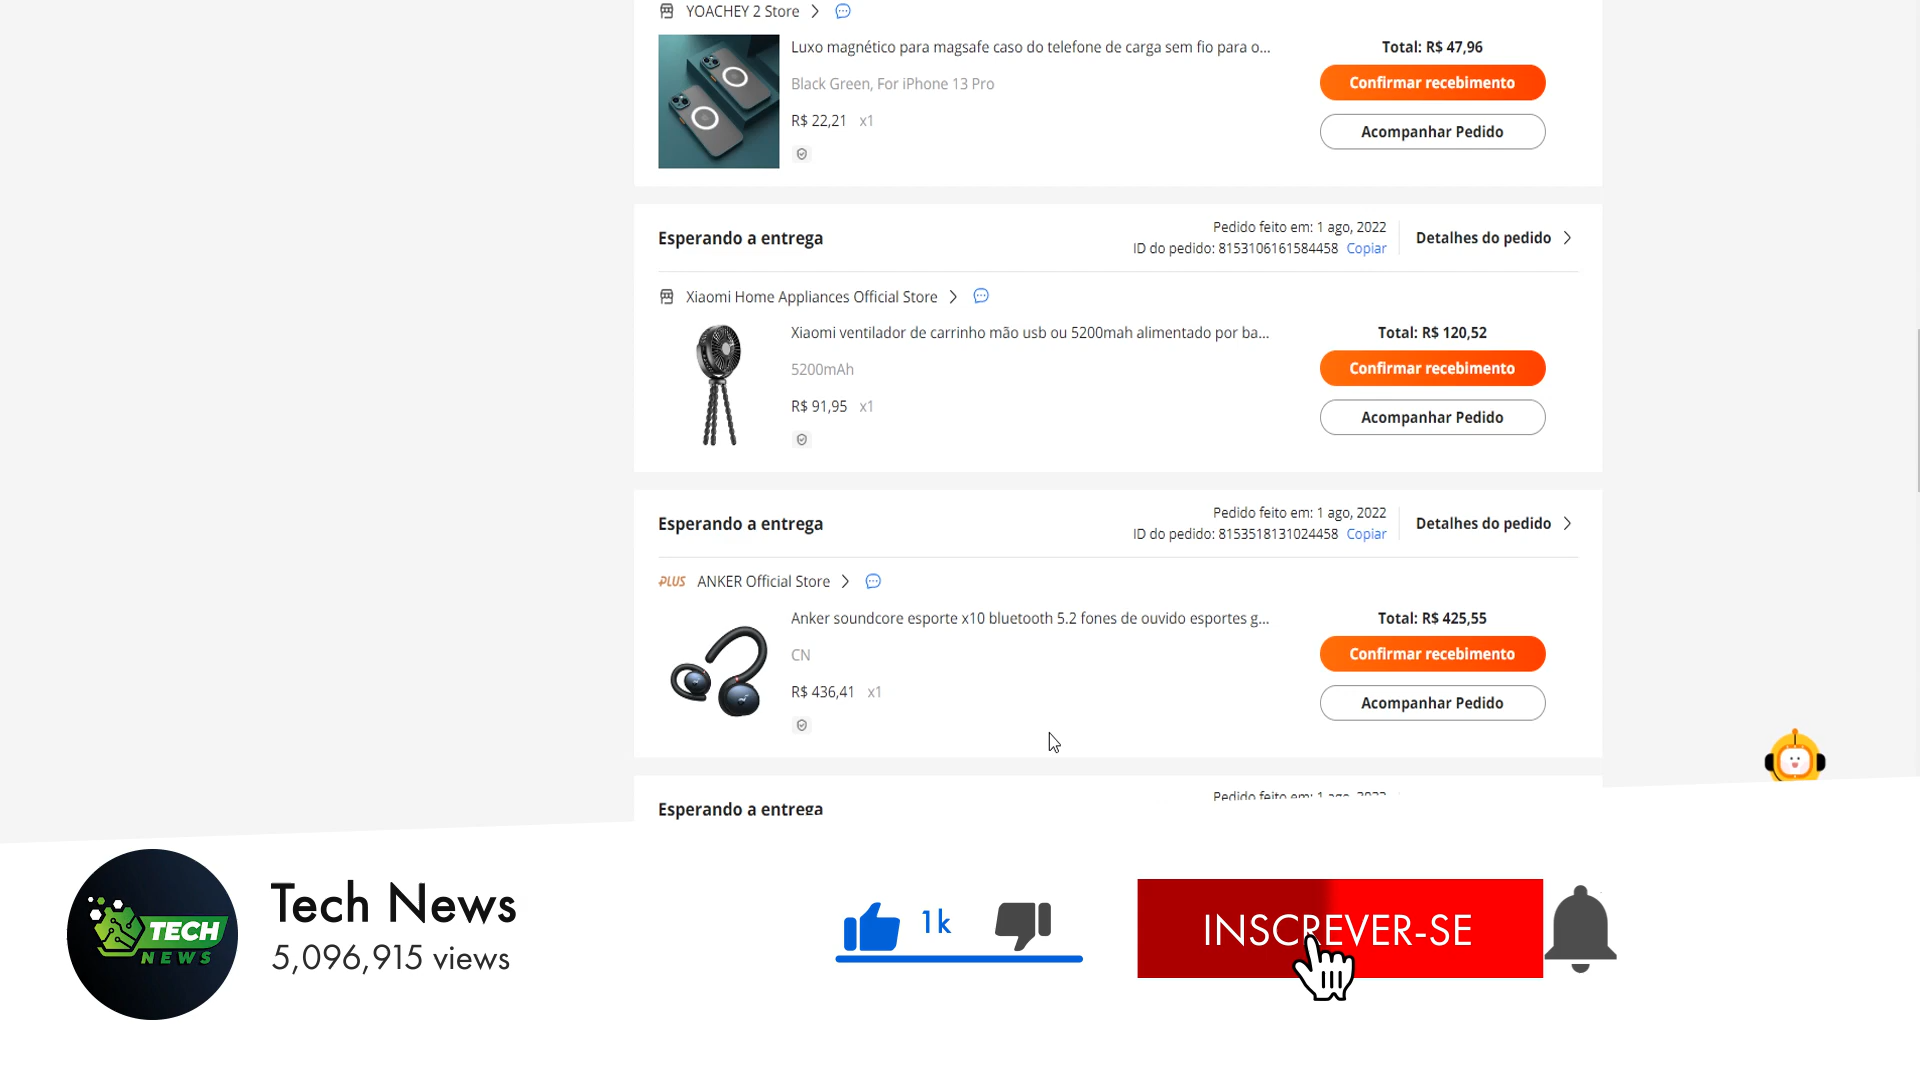 YOACHEY 2 Store
Luxo magnético para magsafe caso do telefone de carga sem fio para o...
Total: R$ 47,96
Black Green, For iPhone 13 Pro
Confirmar recebimento
R$ 22,21 x1
Acompanhar Pedido
Esperando a entrega
Pedido feito em: 1 ago, 2022
ID do pedido: 8153106161584458 Copiar
Detalhes do pedido
Xiaomi Home Appliances Official Store
Xiaomi ventilador de carrinho mão usb ou 5200mah alimentado por ba...
Total: R$ 120,52
5200mAh
Confirmar recebimento
R$ 91,95 x1
Acompanhar Pedido
Esperando a entrega
Pedido feito em: 1 ago, 2022
ID do pedido: 8153518131024458 Copiar
Detalhes do pedido
PLUS ANKER Official Store
Anker soundcore esporte x10 bluetooth 5.2 fones de ouvido esportes g...
Total: R$ 425,55
CN
Confirmar recebimento
R$ 436,41 x1
Acompanhar Pedido
Esperando a entrega
Pedido feito em: 1 ago, 2022
TECH
NEWS
Tech News
5,096,915 views
1k
INSCREVER-SE